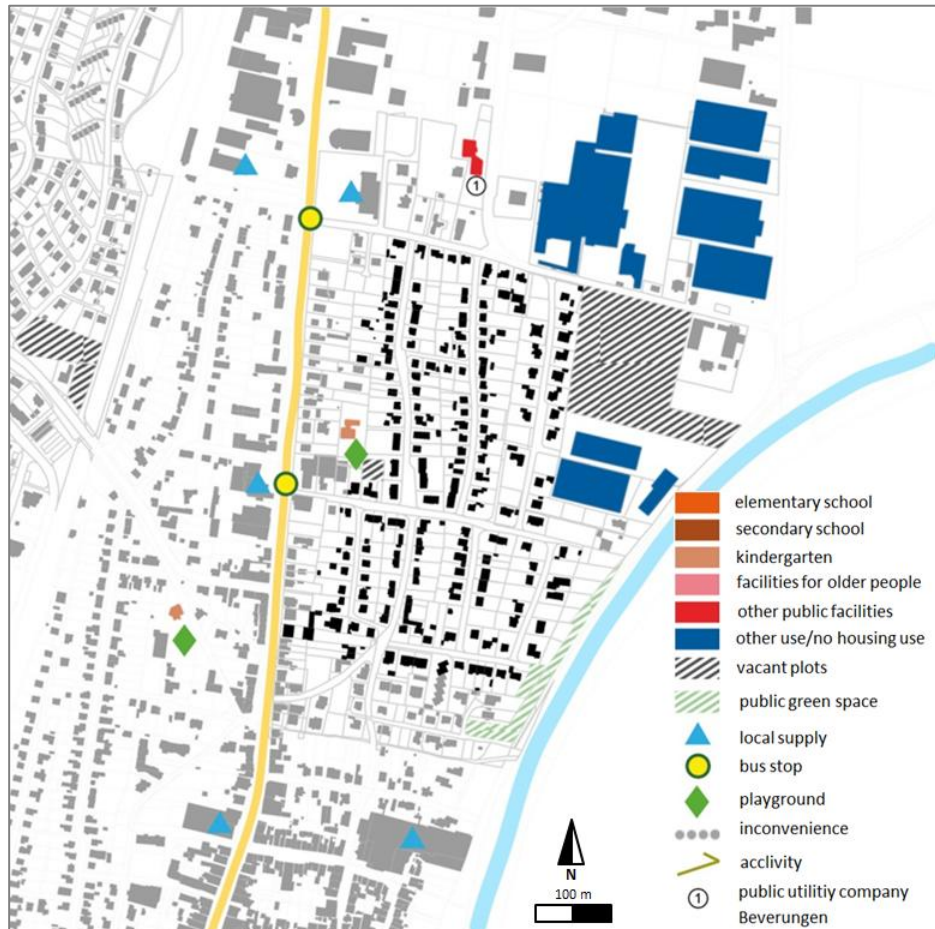 1
elementary school
secondary school
kindergarten
facilities for older people
other public facilities
other use/no housing use
vacant plots
public green space
local supply
bus stop
playground
inconvenience
acclivity
1
public utilitiy company
Beverungen
N
100 m